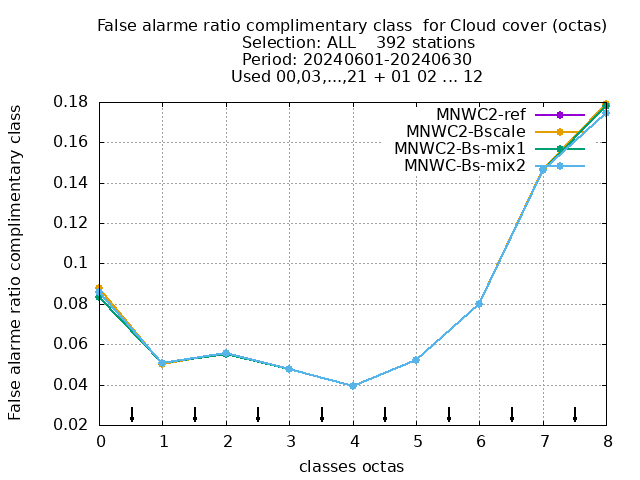 False alarme ratio complimentary class  for Cloud cover (octas)
Selection: ALL    392 stations
Period: 20240601-20240630
Used 00,03,...,21 + 01 02 ... 12
False alarme ratio complimentary class
0.18
0.16
0.14
0.12
0.1
0.08
0.06
0.04
0.02
MNWC2-ref
MNWC2-Bscale
MNWC2-Bs-mix1
MNWC-Bs-mix2
0 1 2 3 4 5 6 7 8
classes octas